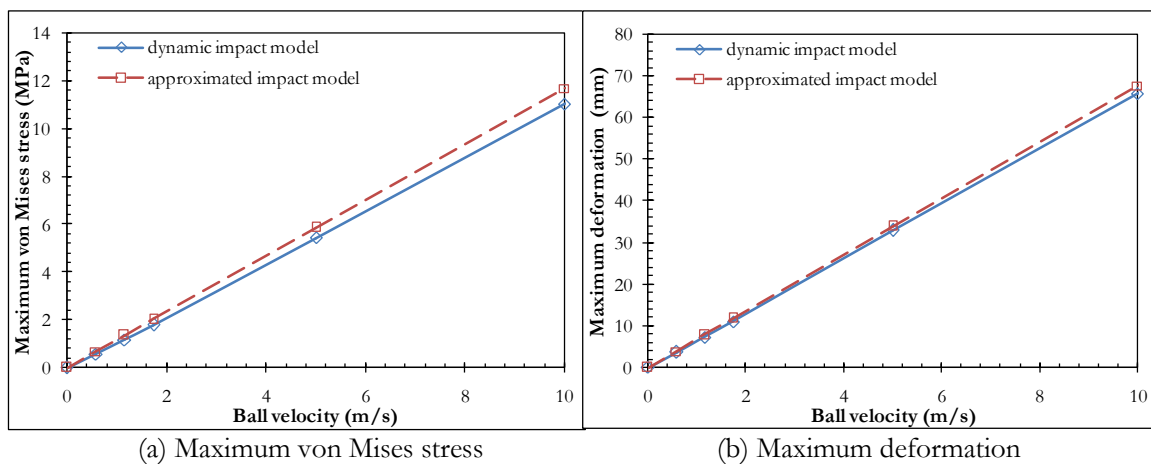 14
12
10
8
6
4
2
0
Maximum von Mises stress (MPa)
dynamic impact model
approximated impact model
0 2 4 6 8 10
Ball velocity (m/s)
(a) Maximum von Mises stress
80
70
60
50
40
30
20
10
0
Maximum deformation (mm)
dynamic impact model
approximated impact model
0 2 4 6 8 10
Ball velocity (m/s)
(b) Maximum deformation